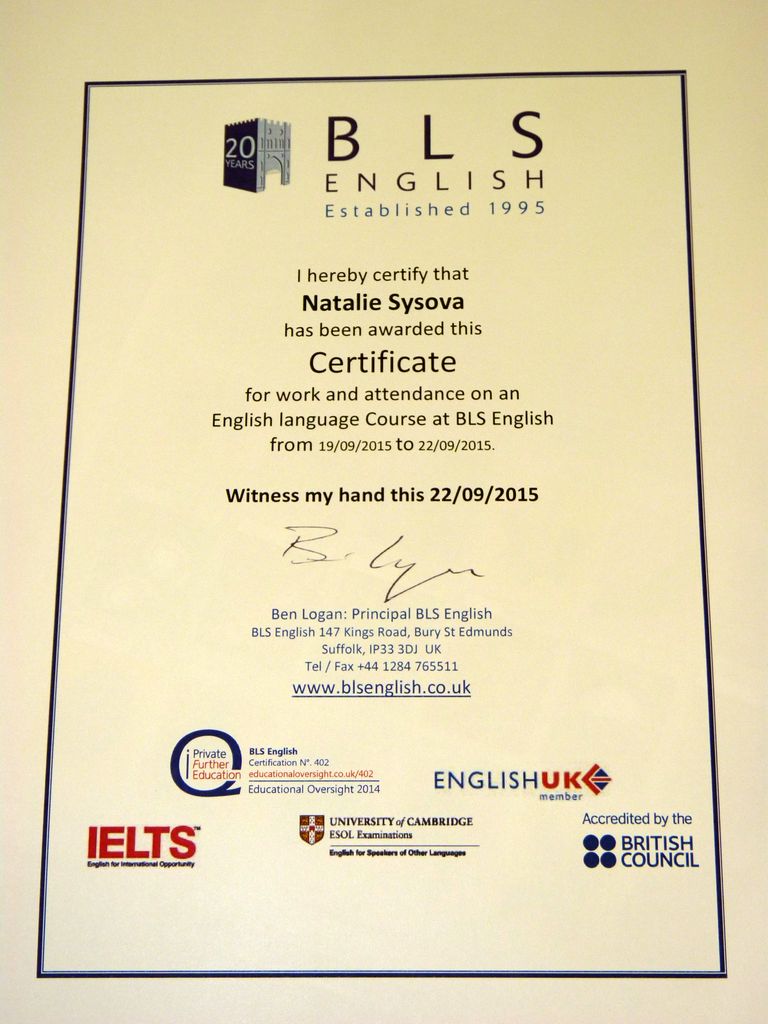 20
YEARS
B L S
ENGLISH
Established 1995
I hereby certify that
Natalie Sysova
has been awarded this
Certificate
for work and attendance on an
English language Course at BLS English
from 19/09/2015 to 22/09/2015.
Witness my hand this 22/09/2015
Ben Logan: Principal BLS English
BLS English 147 Kings Road, Bury St Edmunds
Suffolk, IP33 3DJ UK
Tel / Fax +44 1284 765511
www.blsenglish.co.uk
Private
Further
Education
BLS English
Certification N°. 402
educationaloversight.co.uk/402
Educational Oversight 2014
ENGLISHUK
member
IELTS™
English for International Opportunity
UNIVERSITY of CAMBRIDGE
ESOL Examinations
English for Speakers of Other Languages
Accredited by the
BRITISH
COUNCIL